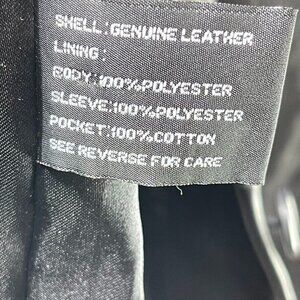 SHELL:GENUINE LEATHER
LINING:
BODY:100%POLYESTER
SLEEVE:100%POLYESTER
POCKET:100%COTTON
SEE REVERSE FOR CARE